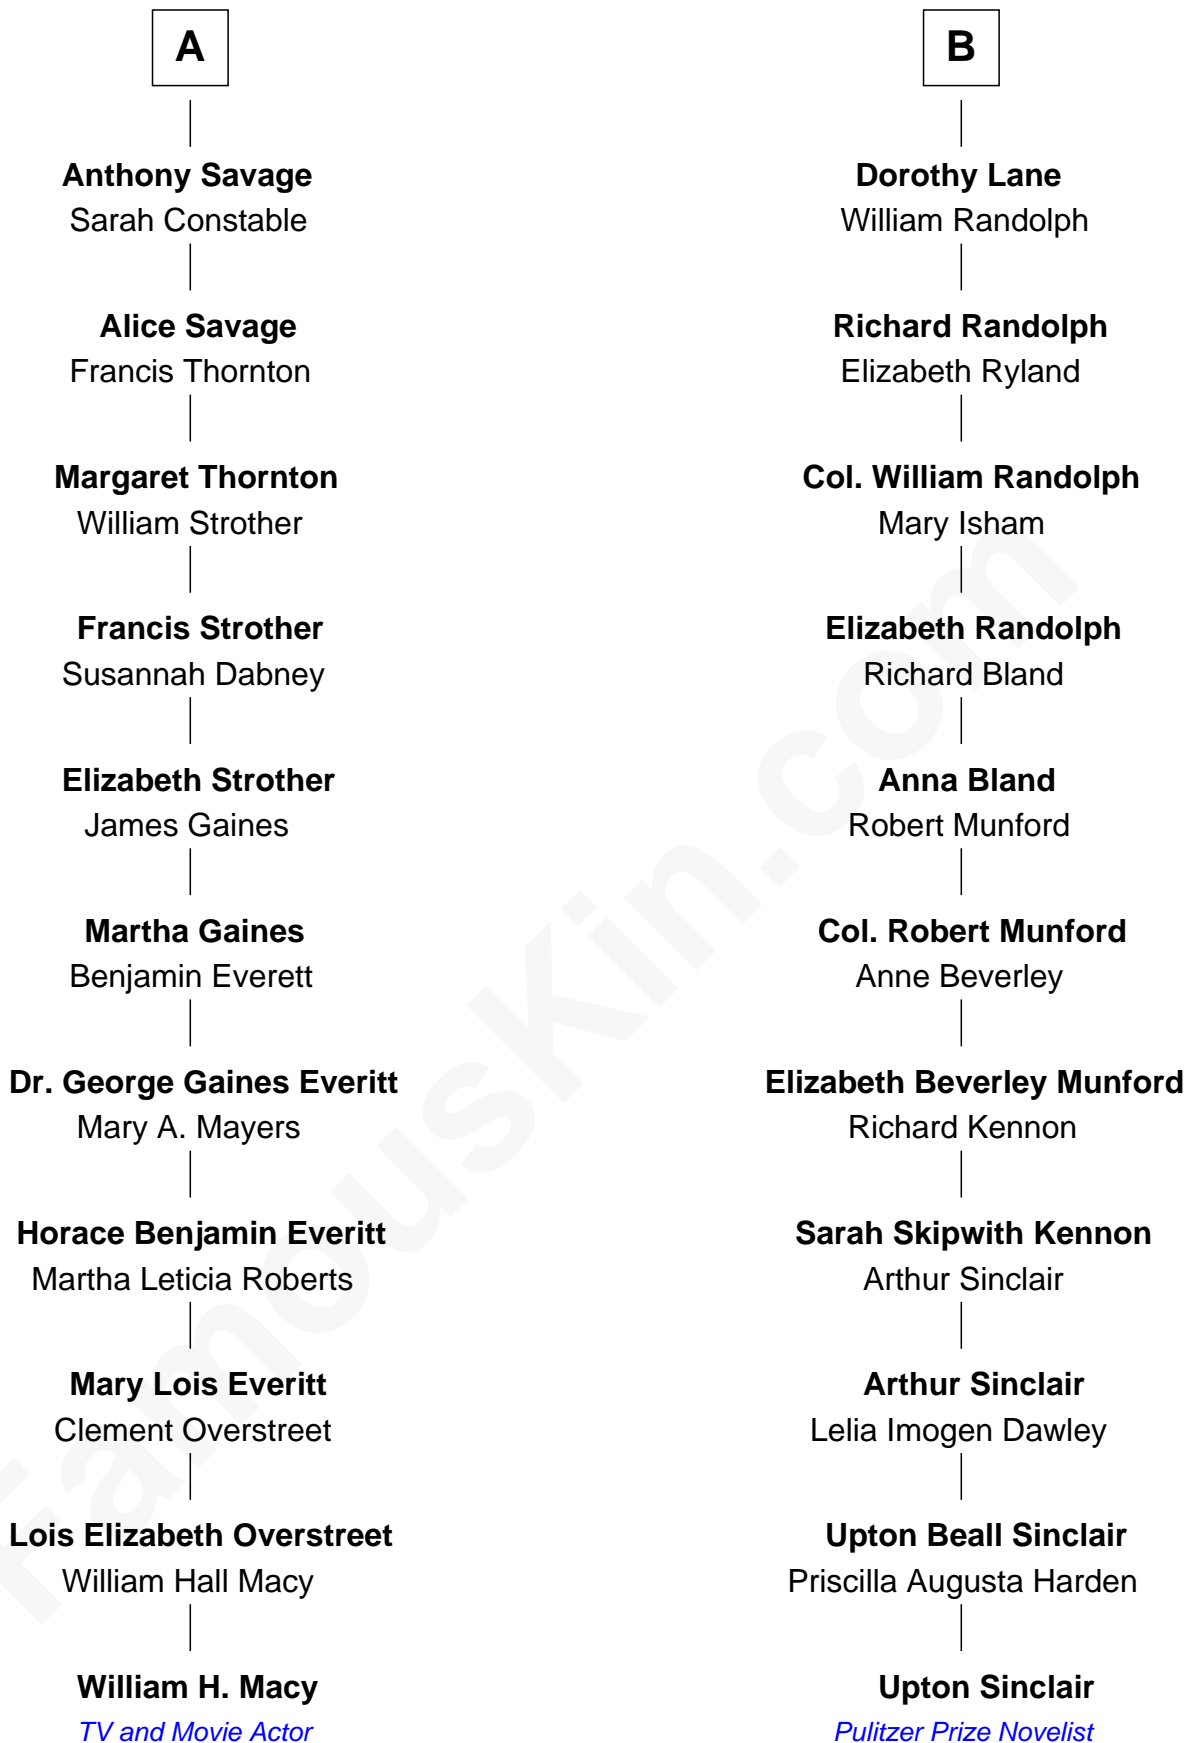 A
Anthony Savage
Sarah Constable
Alice Savage
Francis Thornton
Margaret Thornton
William Strother
Francis Strother
Susannah Dabney
Elizabeth Strother
James Gaines
Martha Gaines
Benjamin Everett
Dr. George Gaines Everitt
Mary A. Mayers
Horace Benjamin Everitt
Martha Leticia Roberts
Mary Lois Everitt
Clement Overstreet
Lois Elizabeth Overstreet
William Hall Macy
William H. Macy
TV and Movie Actor
B
Dorothy Lane
William Randolph
Richard Randolph
Elizabeth Ryland
Col. William Randolph
Mary Isham
Elizabeth Randolph
Richard Bland
Anna Bland
Robert Munford
Col. Robert Munford
Anne Beverley
Elizabeth Beverley Munford
Richard Kennon
Sarah Skipwith Kennon
Arthur Sinclair
Arthur Sinclair
Lelia Imogen Dawley
Upton Beall Sinclair
Priscilla Augusta Harden
Upton Sinclair
Pulitzer Prize Novelist
FamousKin.com